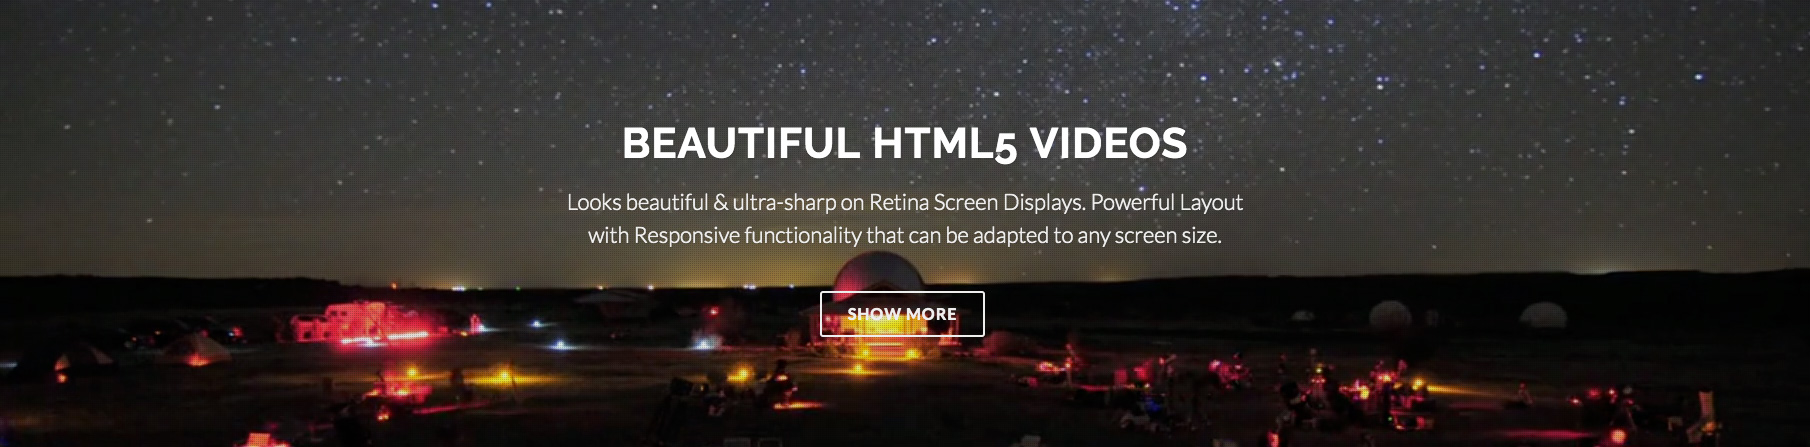 BEAUTIFUL HTML5 VIDEOS
Looks beautiful & ultra-sharp on Retina Screen Displays. Powerful Layout
with Responsive functionality that can be adapted to any screen size.
SHOW MORE